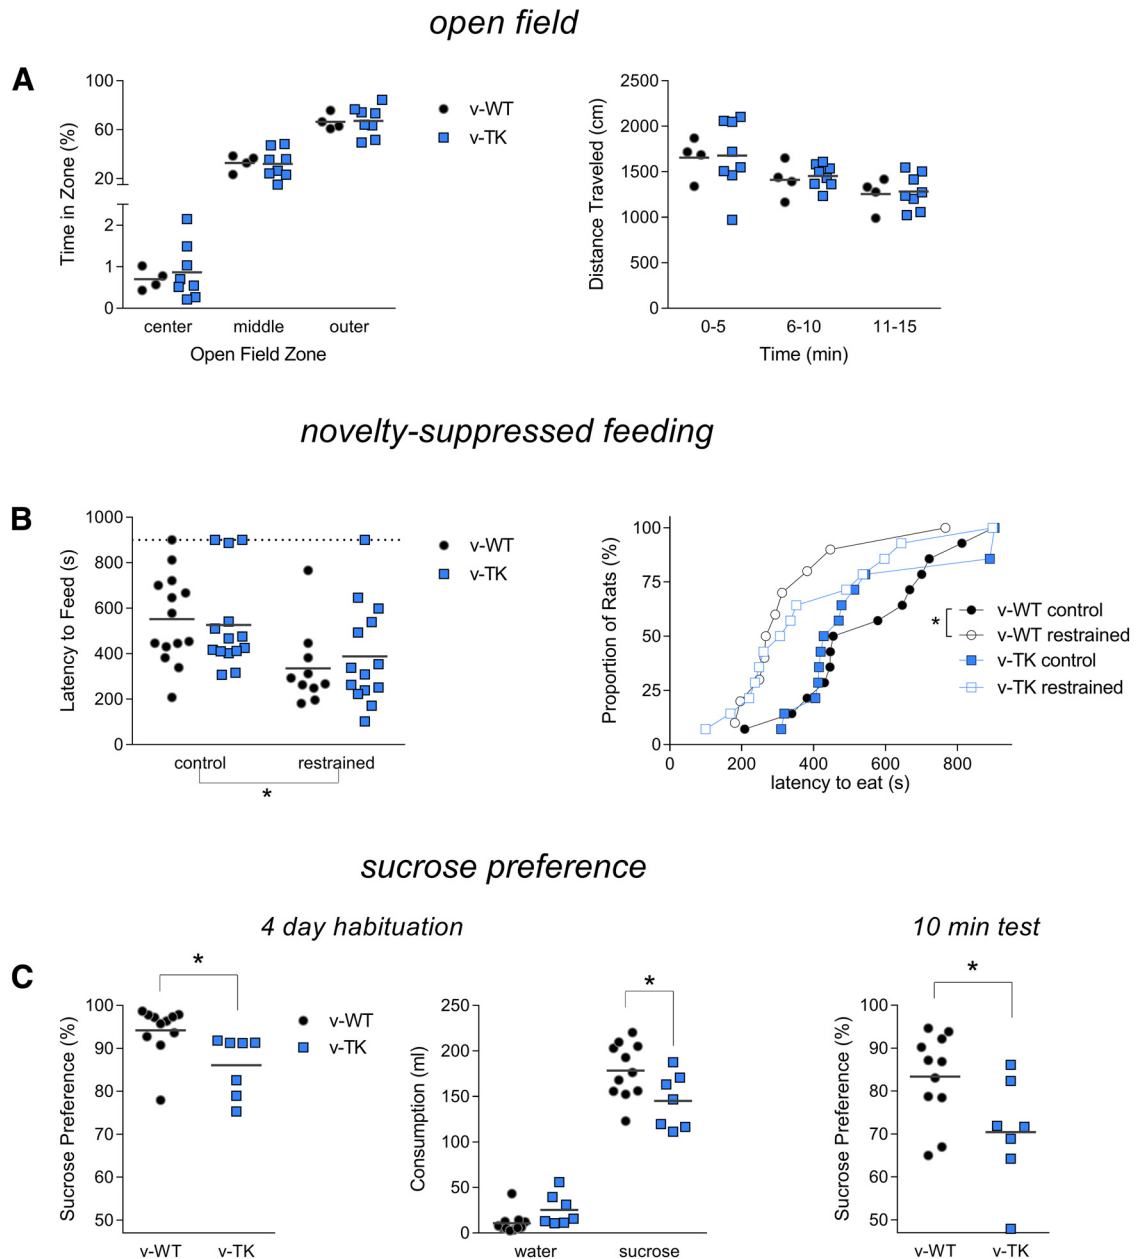 open field
A
100
60
20
2
1
0
Time in Zone (%)
center
middle
outer
Open Field Zone
v-WT
v-TK
2500
2000
1500
1000
500
0
Distance Traveled (cm)
0-5
6-10
11-15
Time (min)
novelty-suppressed feeding
B
1000
800
600
400
200
0
Latency to Feed (s)
control
restrained
*
v-WT
v-TK
100
75
50
25
0
Proportion of Rats (%)
0
200
400
600
800
latency to eat (s)
*
v-WT control
v-WT restrained
v-TK control
v-TK restrained
sucrose preference
4 day habituation
10 min test
C
*
100
90
80
70
60
50
Sucrose Preference (%)
v-WT
v-TK
v-WT
v-TK
*
250
200
150
100
50
0
Consumption (ml)
water
sucrose
*
100
90
80
70
60
50
Sucrose Preference (%)
v-WT
v-TK